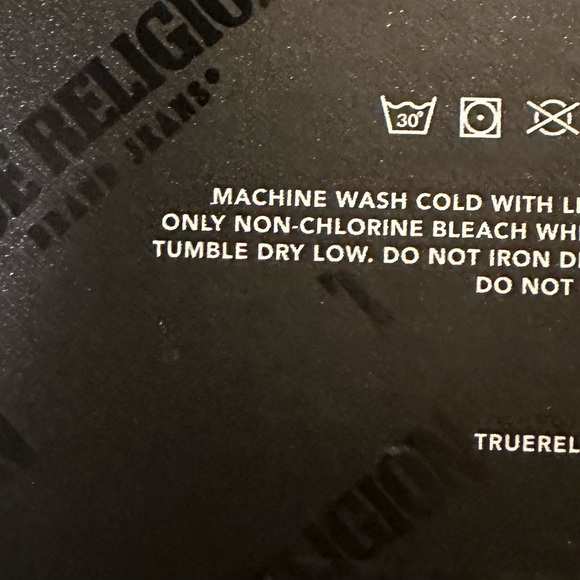 RELIGIO
BRAND JEANS
30°
MACHINE WASH COLD WITH
ONLY NON-CHLORINE BLEACH
TUMBLE DRY LOW. DO NOT IRON
DO NOT
TRUEREL
GION